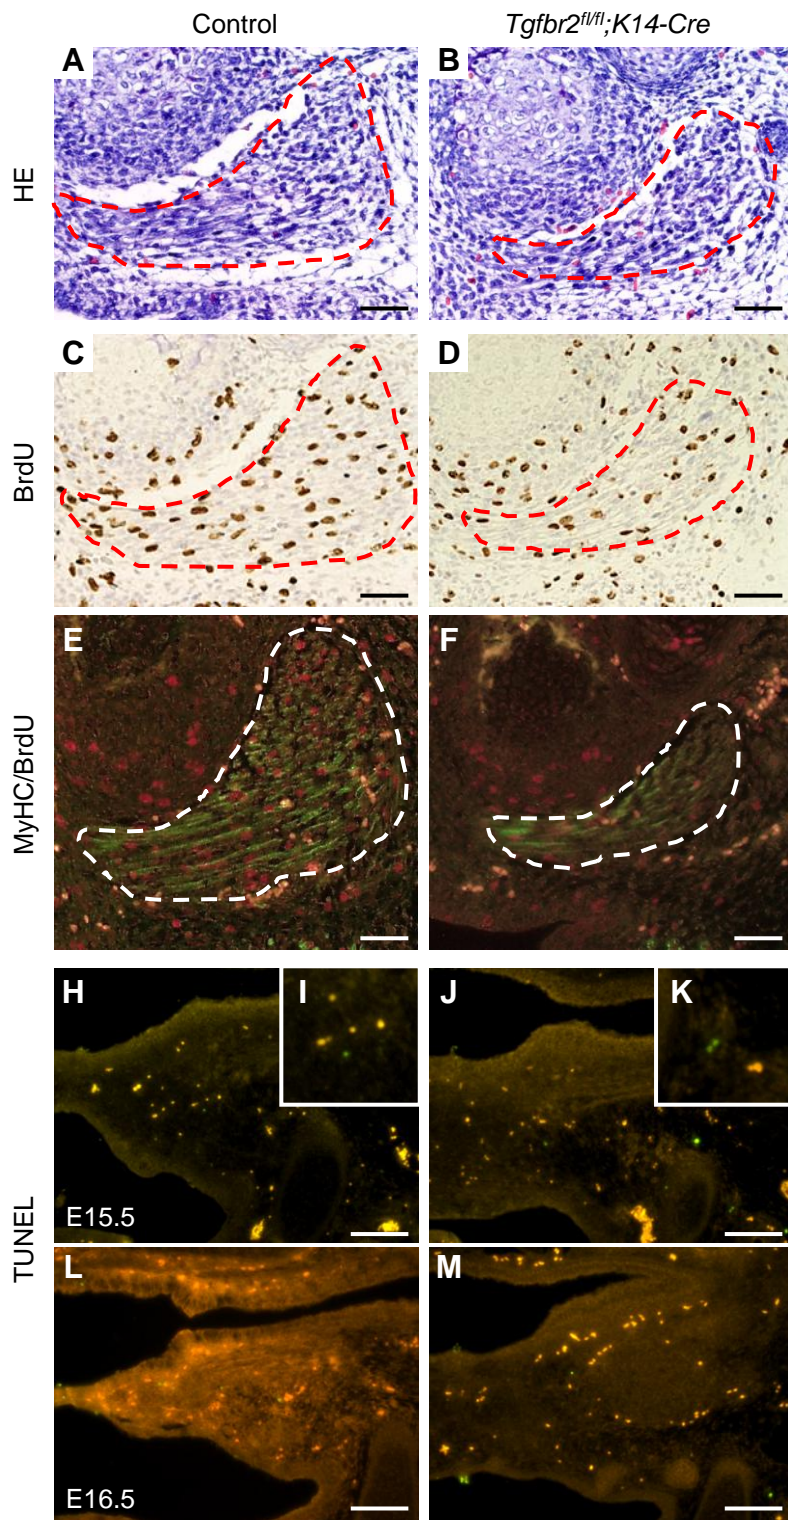 Control
Tgfbr2fl/fl;K14-Cre
HE
A
B
BrdU
C
D
MyHC/BrdU
E
F
TUNEL
H
I
J
K
E15.5
L
M
E16.5